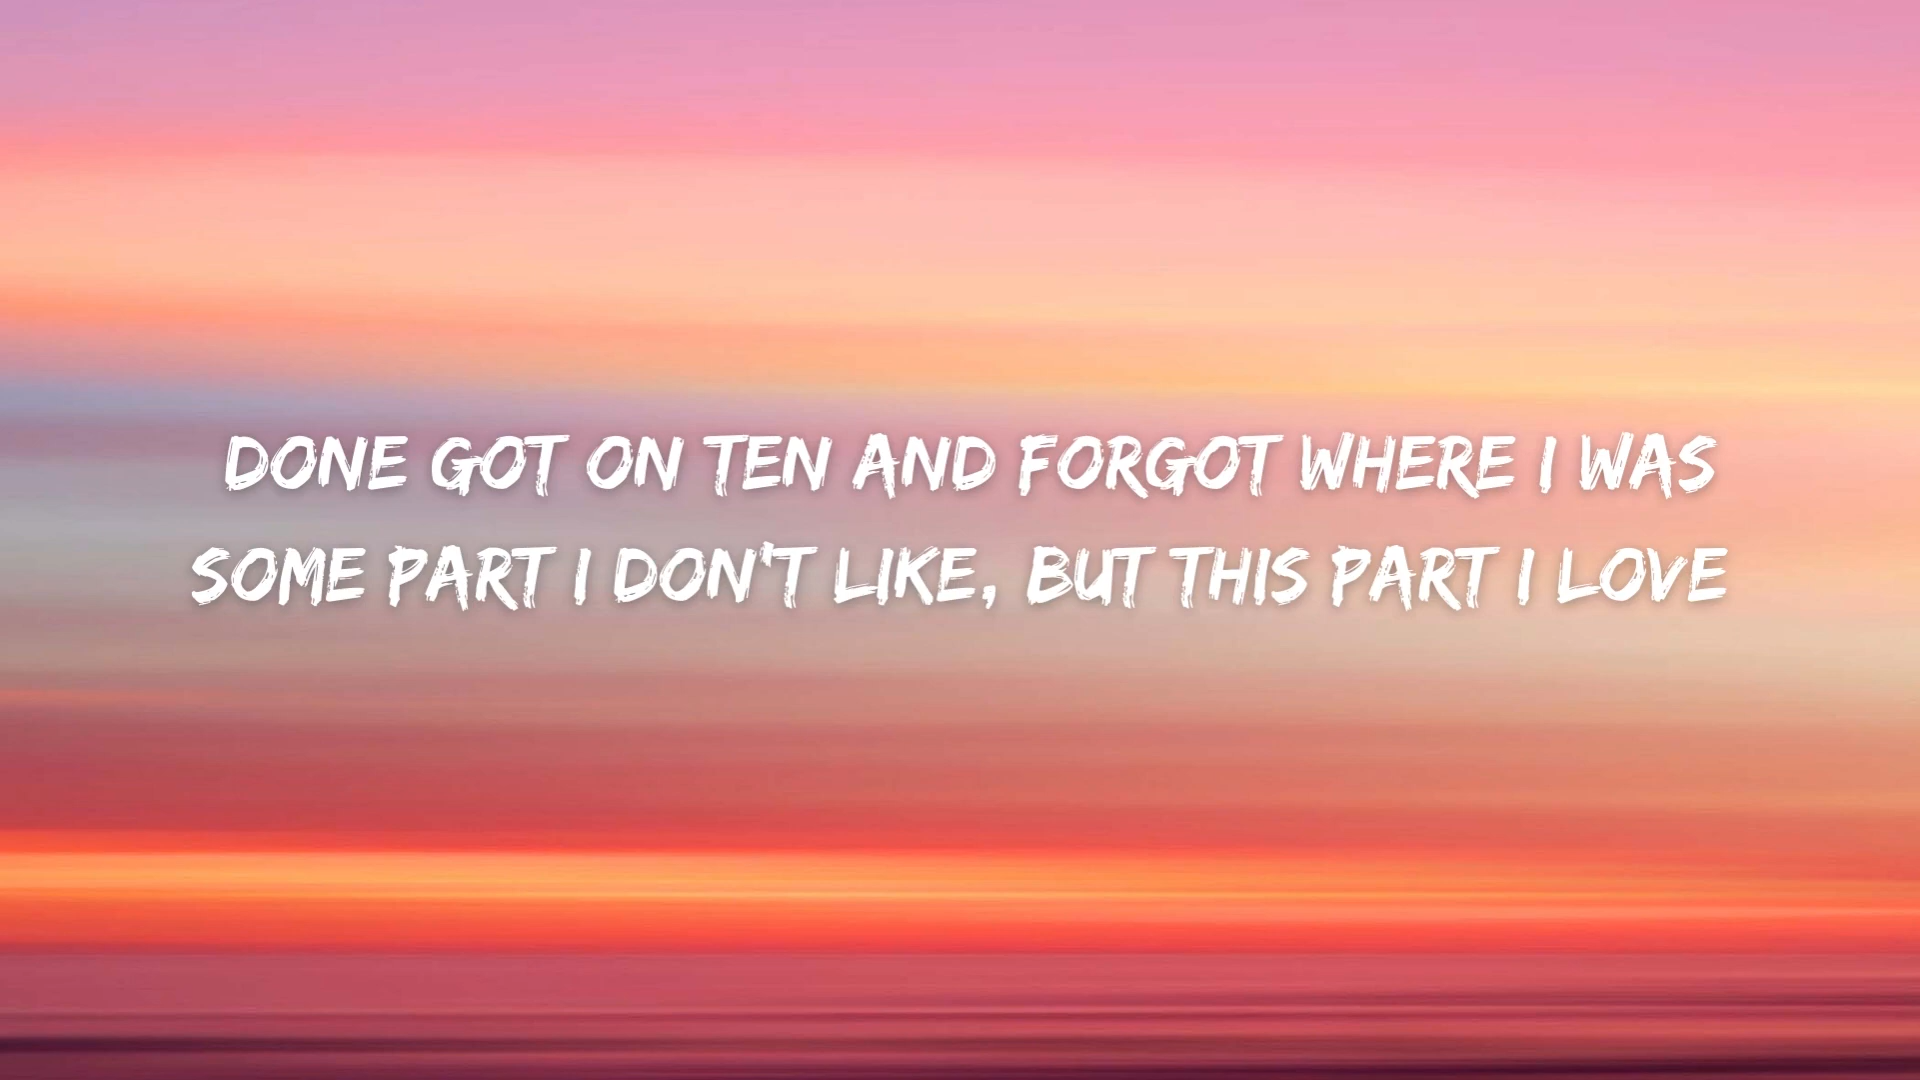 DONE GOT ON TEN AND FORGOT WHERE I WAS
SOME PART I DON'T LIKE, BUT THIS PART I LOVE